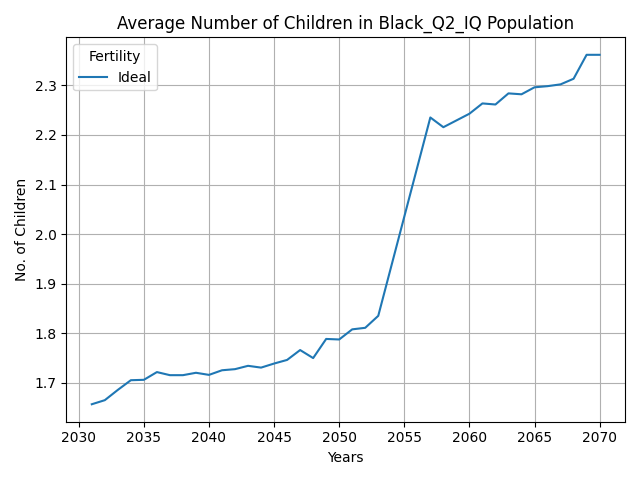 Average Number of Children in Black_Q2_IQ Population
Fertility
Ideal
No. of Children
2.3
2.2
2.1
2.0
1.9
1.8
1.7
2030 2035 2040 2045 2050 2055 2060 2065 2070
Years